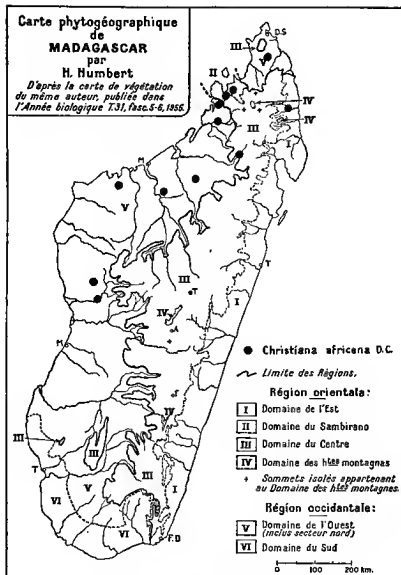 Carte phytogéographique
de
MADAGASCAR
par
H. Humbert
D'après la carte de végétation
du même auteur, publiée dans
l'Année biologique T.31, fasc.5-6, 1955.
D.S
III
V
II
IV
III
IV
I
M.
V
III
T
T
I
IV
A
M.
IV
III
III
T
III
I
VI
V
VI
F.D
Christiana africana D.C.
Limite des Régions.
Région orientale:
I Domaine de l'Est
II Domaine du Sambirano
III Domaine du Centre
IV Domaine des htes montagnes
+ Sommets isolés appartenant
au Domaine des htes montagnes.
Région occidentale:
V Domaine de l'Ouest
(inclus secteur nord)
VI Domaine du Sud
0 100 200 km.